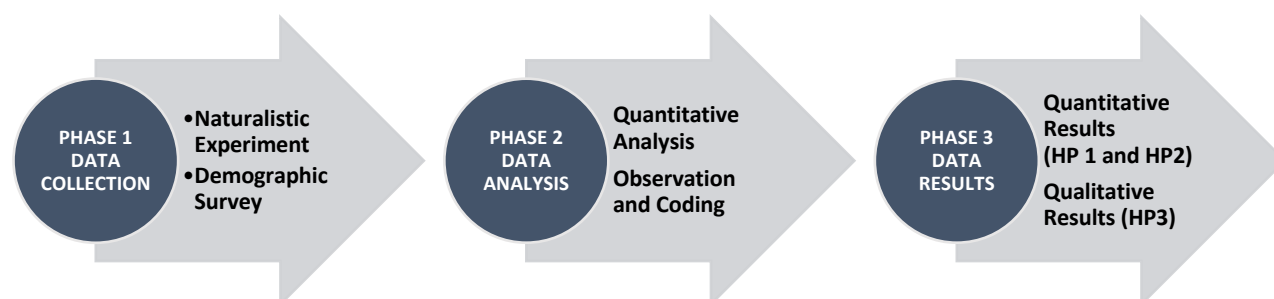 PHASE 1
DATA
COLLECTION
•Naturalistic
Experiment
•Demographic
Survey
PHASE 2
DATA
ANALYSIS
Quantitative
Analysis
Observation
and Coding
PHASE 3
DATA
RESULTS
Quantitative
Results
(HP 1 and HP2)
Qualitative
Results (HP3)